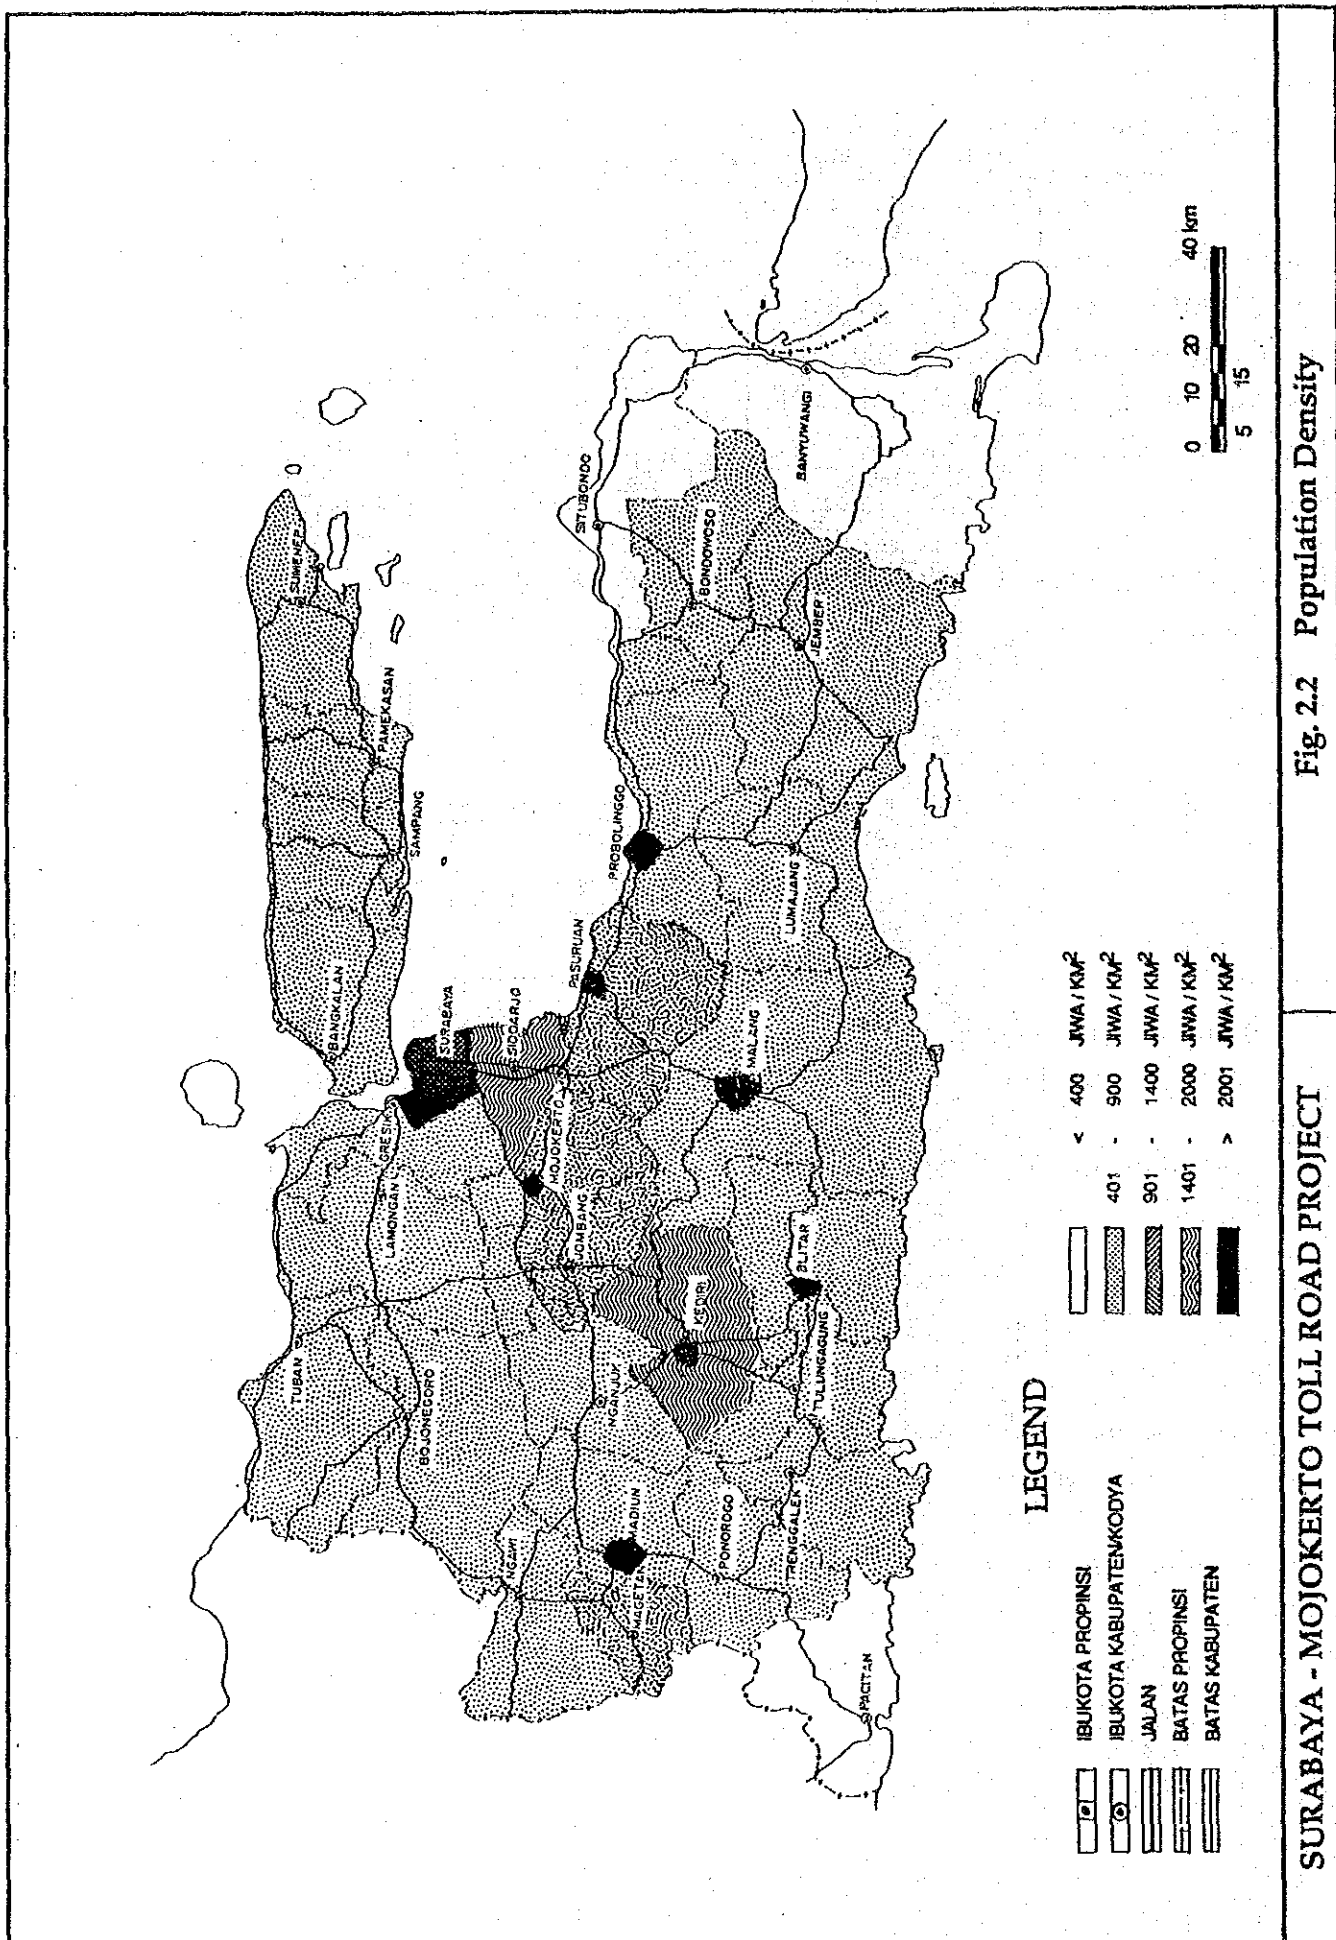 SUMENEP
PAMEKASAN
SAMPANG
BANGKALAN
SURABAYA
SIDOARJO
GRESIK
LAMONGAN
TUBAN
BOJONEGORO
MOJOKERTO
JOMBANG
NGANJUK
KEDIRI
NGAWI
MADIUN
MAGETAN
PONOROGO
TRENGGALEK
TULUNGAGUNG
BLITAR
MALANG
PASURUAN
PROBOLINGGO
LUMAJANG
SITUBONDO
BONDOWOSO
JEMBER
BANYUWANGI
PACITAN
0 10 20 40 km
5 15
LEGEND
IBUKOTA PROPINSI
IBUKOTA KABUPATEN/KODYA
JALAN
BATAS PROPINSI
BATAS KABUPATEN
< 400 JIWA / KM²
401 - 900 JIWA / KM²
901 - 1400 JIWA / KM²
1401 - 2000 JIWA / KM²
> 2001 JIWA / KM²
SURABAYA - MOJOKERTO TOLL ROAD PROJECT
Fig. 2.2 Population Density